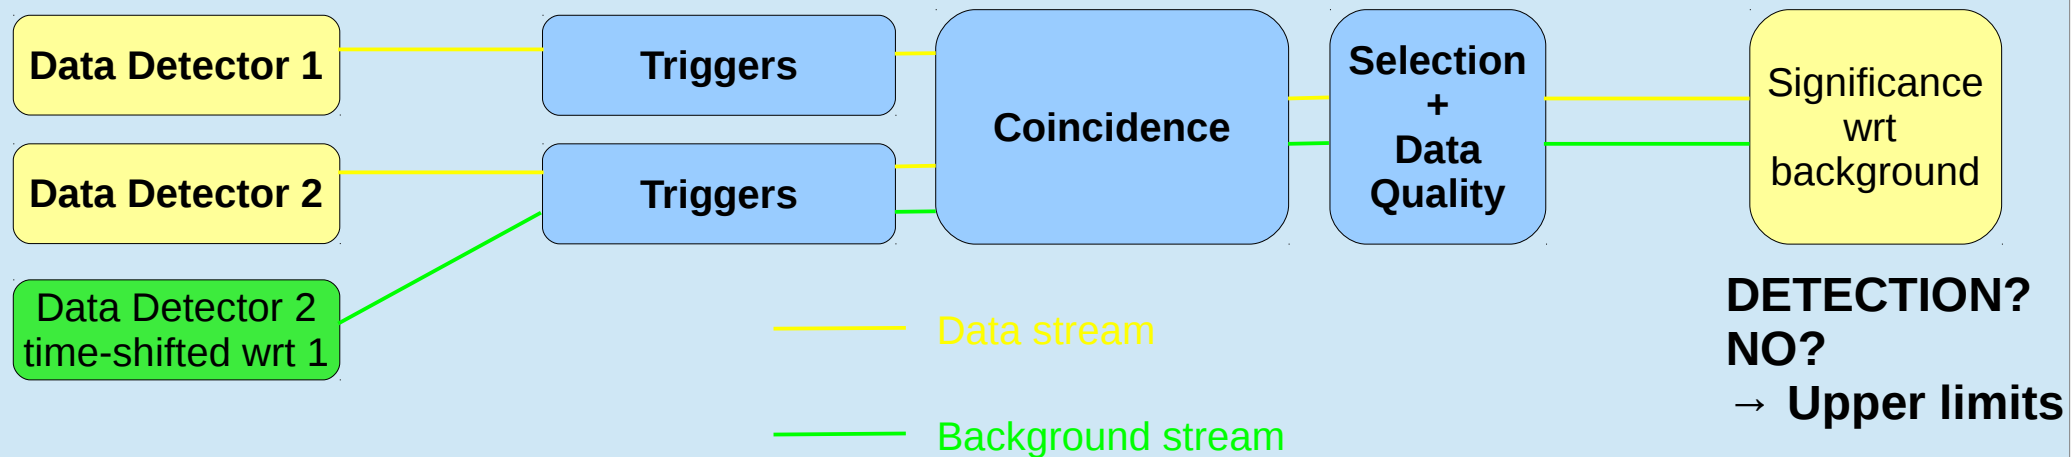 Data Detector 1
Triggers
Data Detector 2
Triggers
Data Detector 2
time-shifted wrt 1
Coincidence
Selection
+
Data
Quality
Significance
wrt
background
Data stream
Background stream
DETECTION?
NO?
→ Upper limits